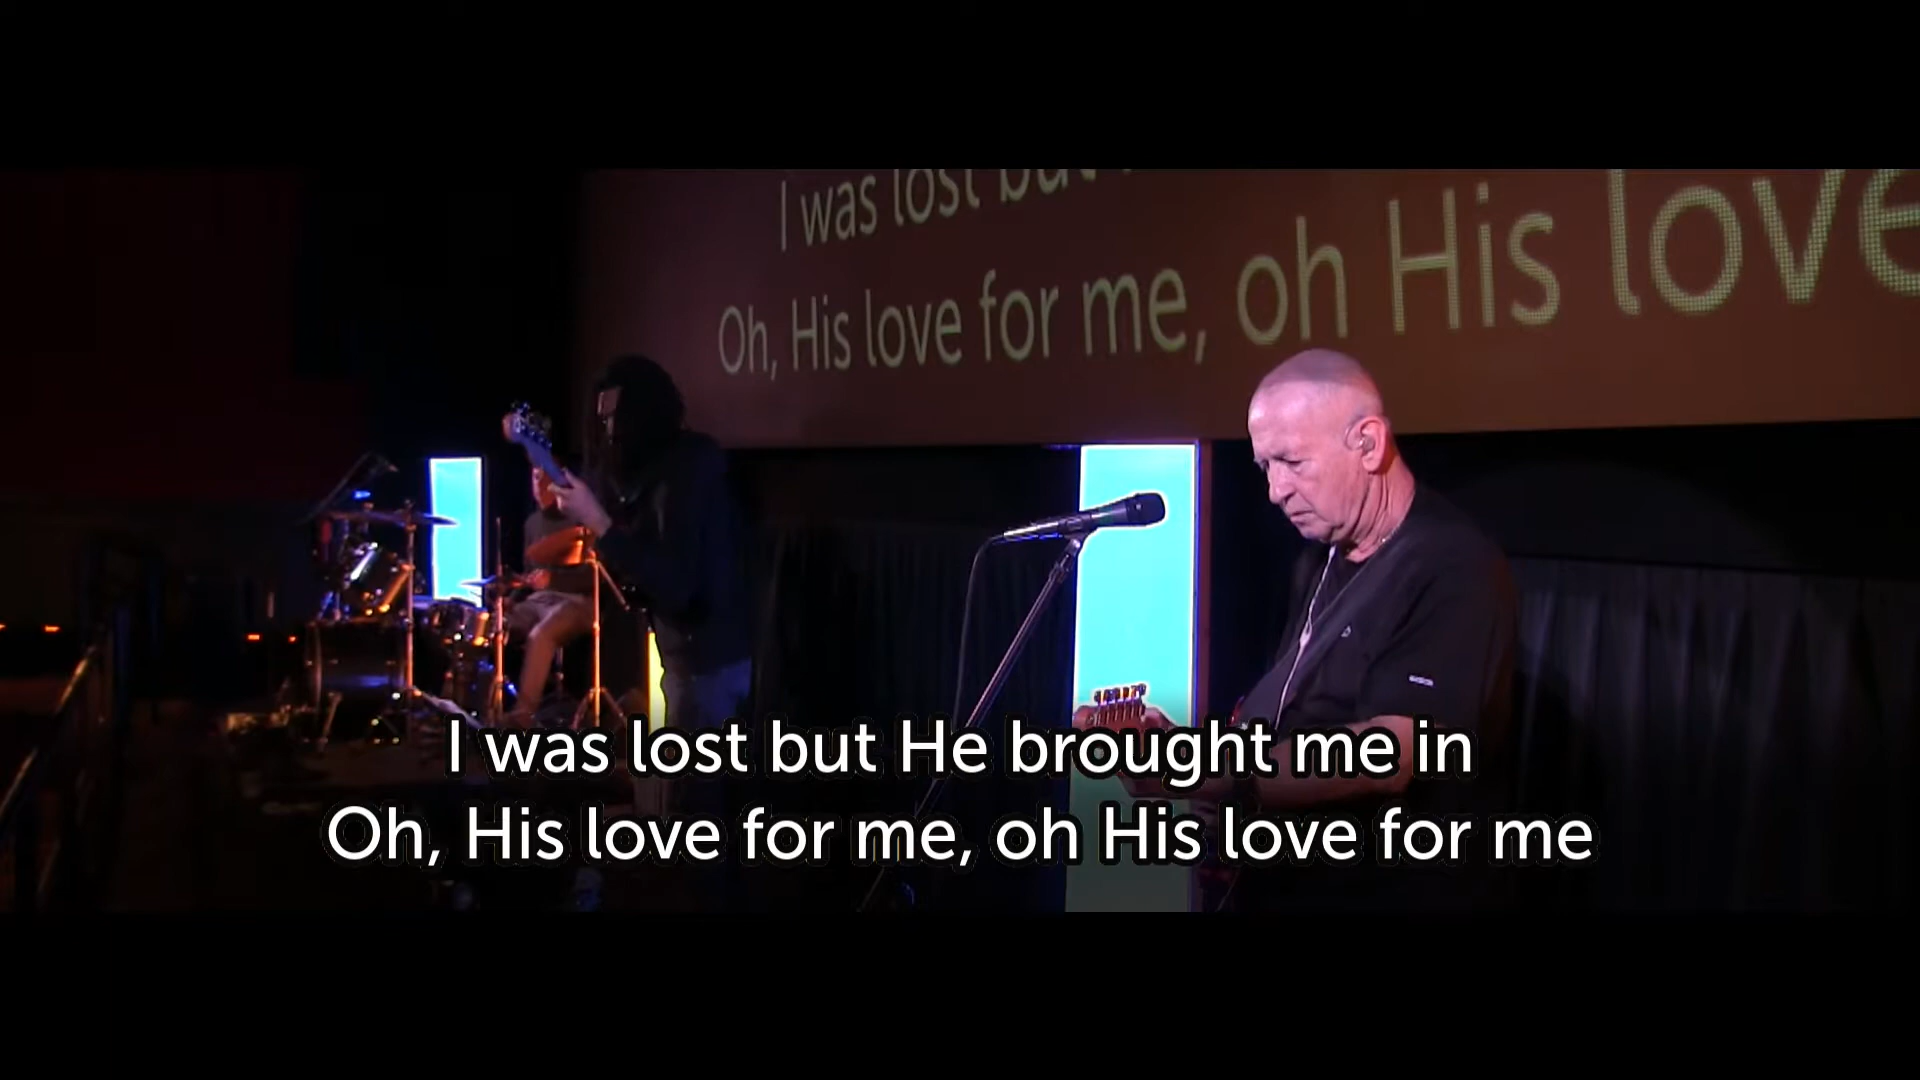 I was lost but
Oh, His love for me, oh His love
I was lost but He brought me in
Oh, His love for me, oh His love for me